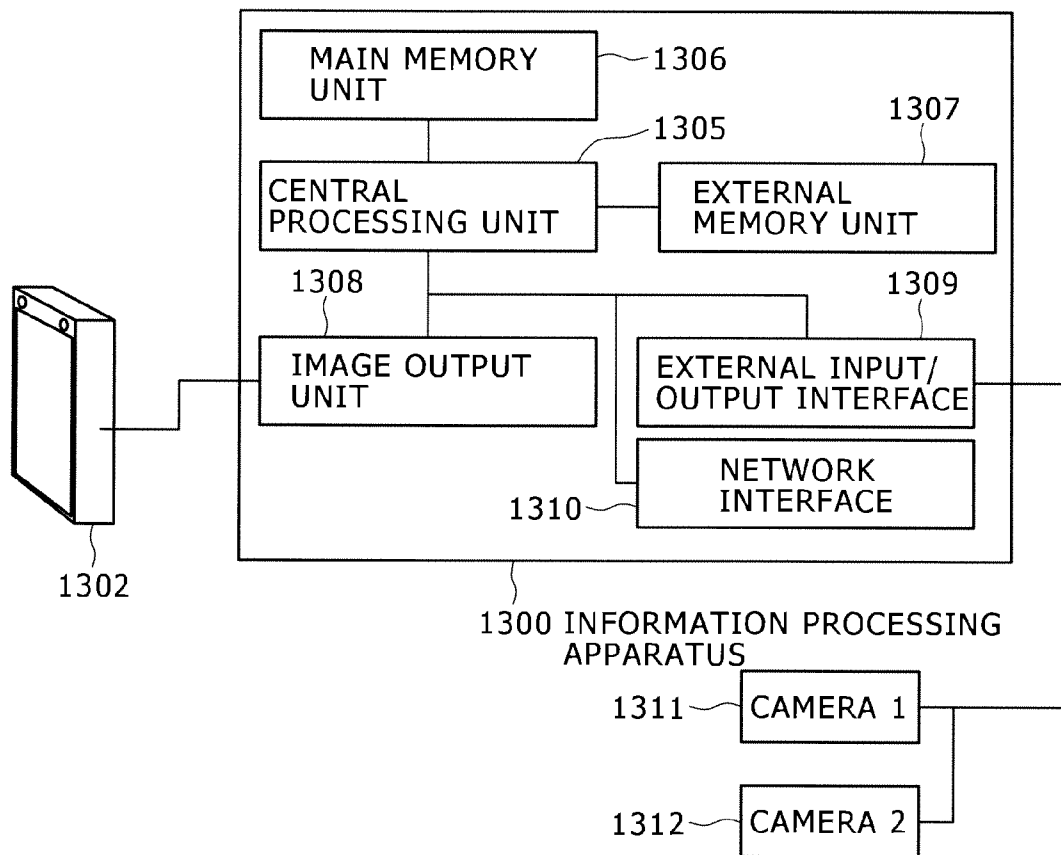 MAIN MEMORY
UNIT
1306
1307
1305
CENTRAL
PROCESSING UNIT
EXTERNAL
MEMORY UNIT
1308
1309
IMAGE OUTPUT
UNIT
EXTERNAL INPUT/
OUTPUT INTERFACE
NETWORK
INTERFACE
1310
1302
1300 INFORMATION PROCESSING
APPARATUS
1311
CAMERA 1
1312
CAMERA 2